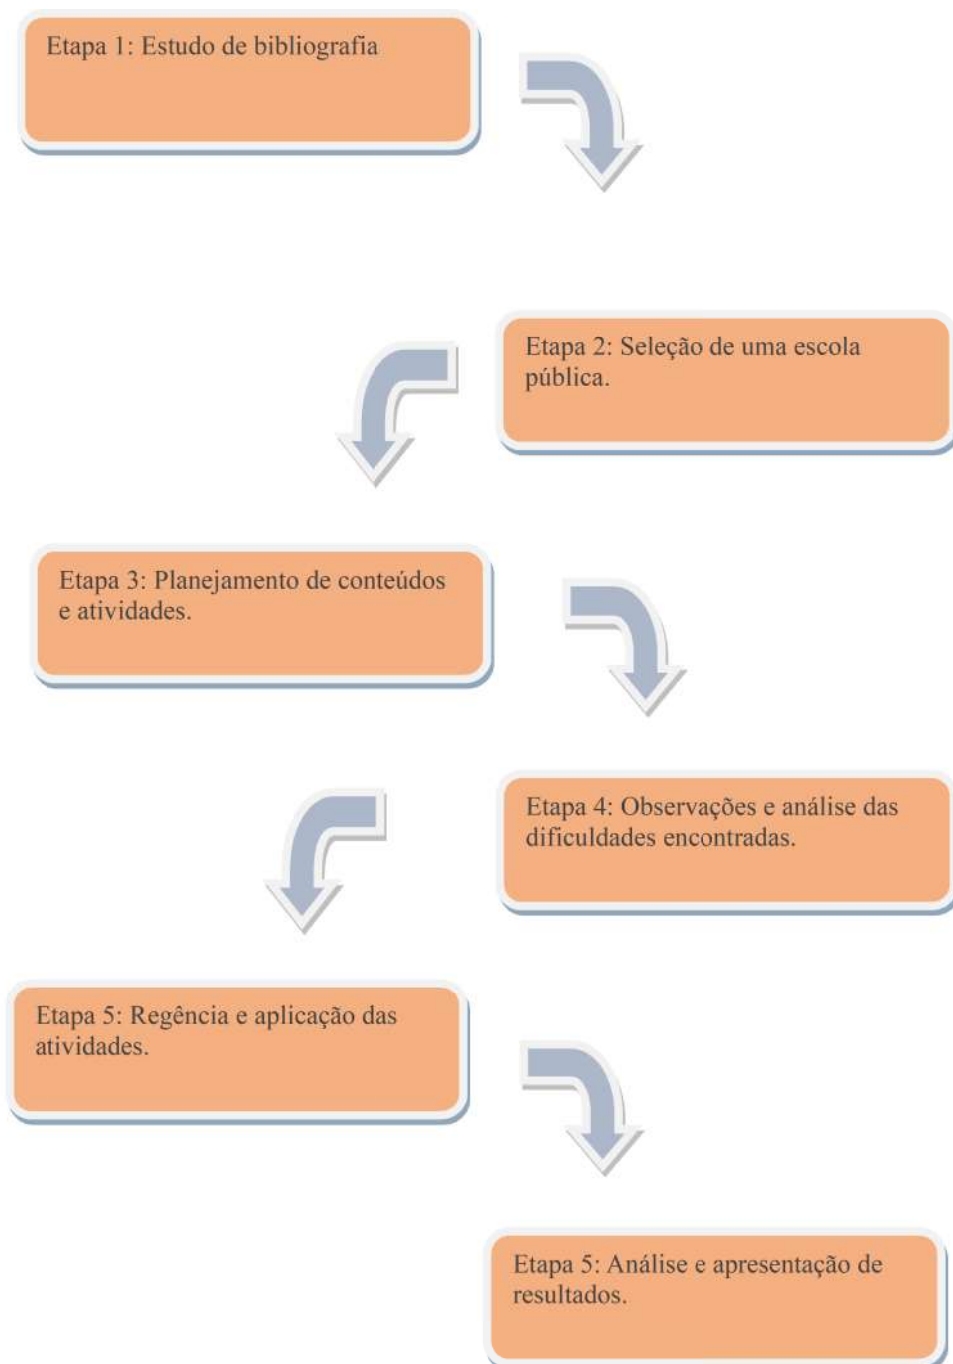 Etapa 1: Estudo de bibliografia
Etapa 2: Seleção de uma escola
pública.
Etapa 3: Planejamento de conteúdos
e atividades.
Etapa 4: Observações e análise das
dificuldades encontradas.
Etapa 5: Regência e aplicação das
atividades.
Etapa 5: Análise e apresentação de
resultados.